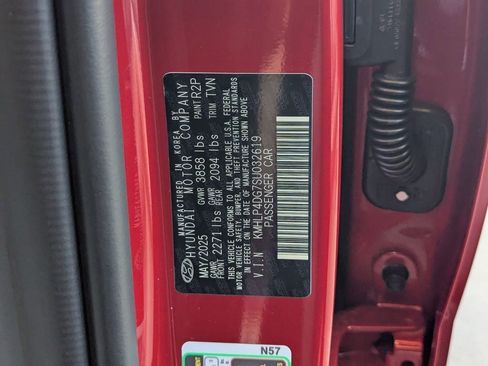 MANUFACTURED IN KOREA BY
HYUNDAI MOTOR COMPANY
MAY/2025 GVWR 3858 lbs PAINT R2P
GAWR FRONT 2271 lbs GAWR REAR 2094 lbs TRIM TVN
THIS VEHICLE CONFORMS TO ALL APPLICABLE U.S.A. FEDERAL
MOTOR VEHICLE SAFETY, BUMPER, AND THEFT PREVENTION
STANDARDS IN EFFECT ON THE DATE OF MANUFACTURE SHOWN ABOVE.
V.I.N KMHLP4DG7SU032619
PASSENGER CAR
N57